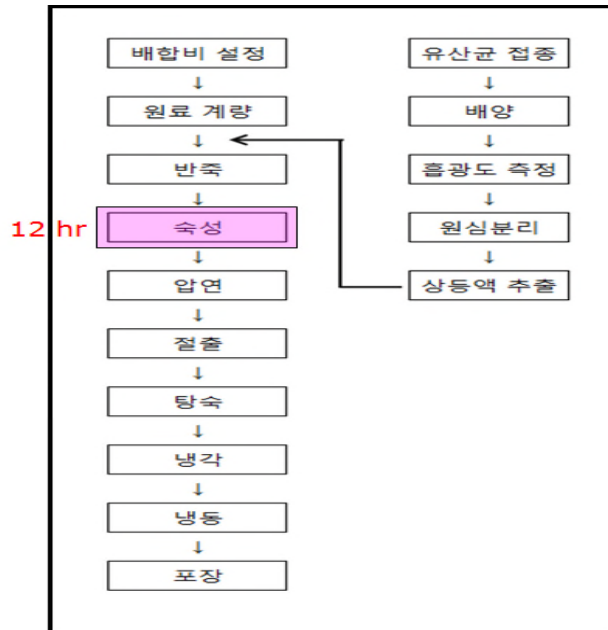 배합비 설정
↓
원료 계량
↓
반죽
↓
12 hr 숙성
↓
압연
↓
절출
↓
탕숙
↓
냉각
↓
냉동
↓
포장
유산균 접종
↓
배양
↓
흡광도 측정
↓
원심분리
↓
상등액 추출